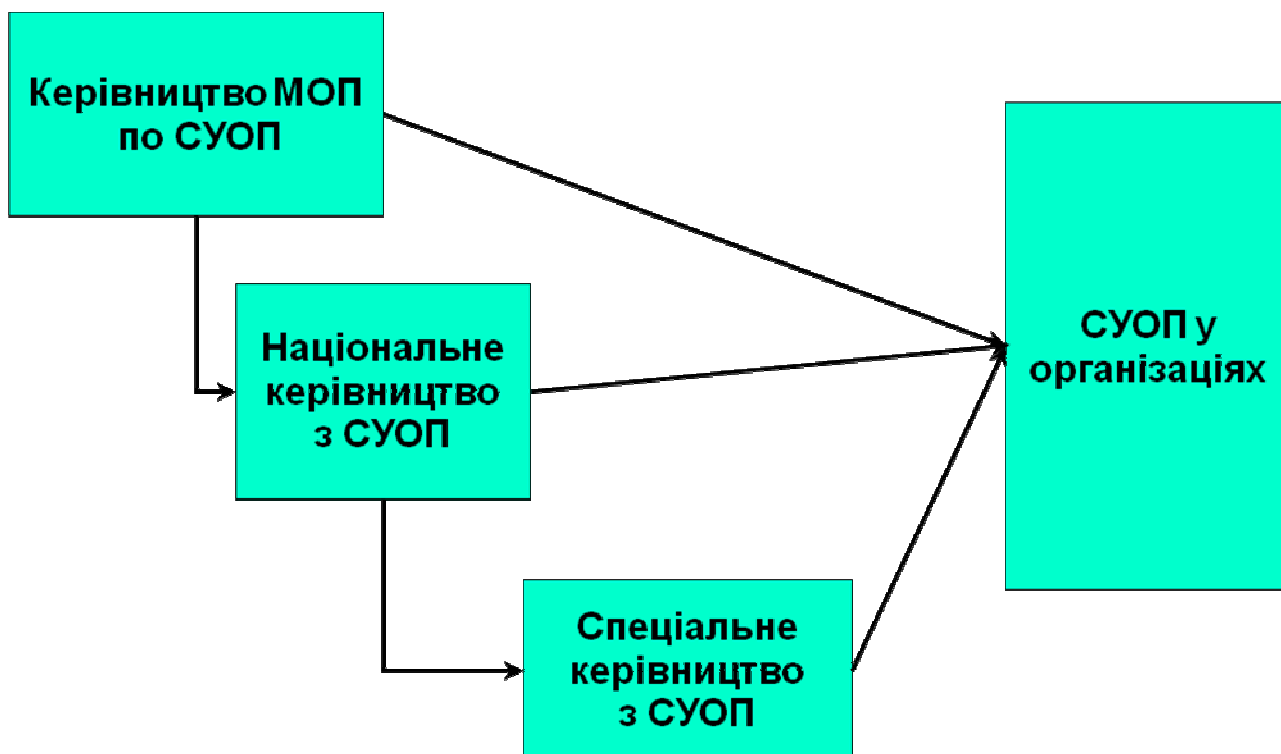 Керівництво МОП
по СУОП
Національне
керівництво
з СУОП
СУОП у
організаціях
Спеціальне
керівництво
з СУОП